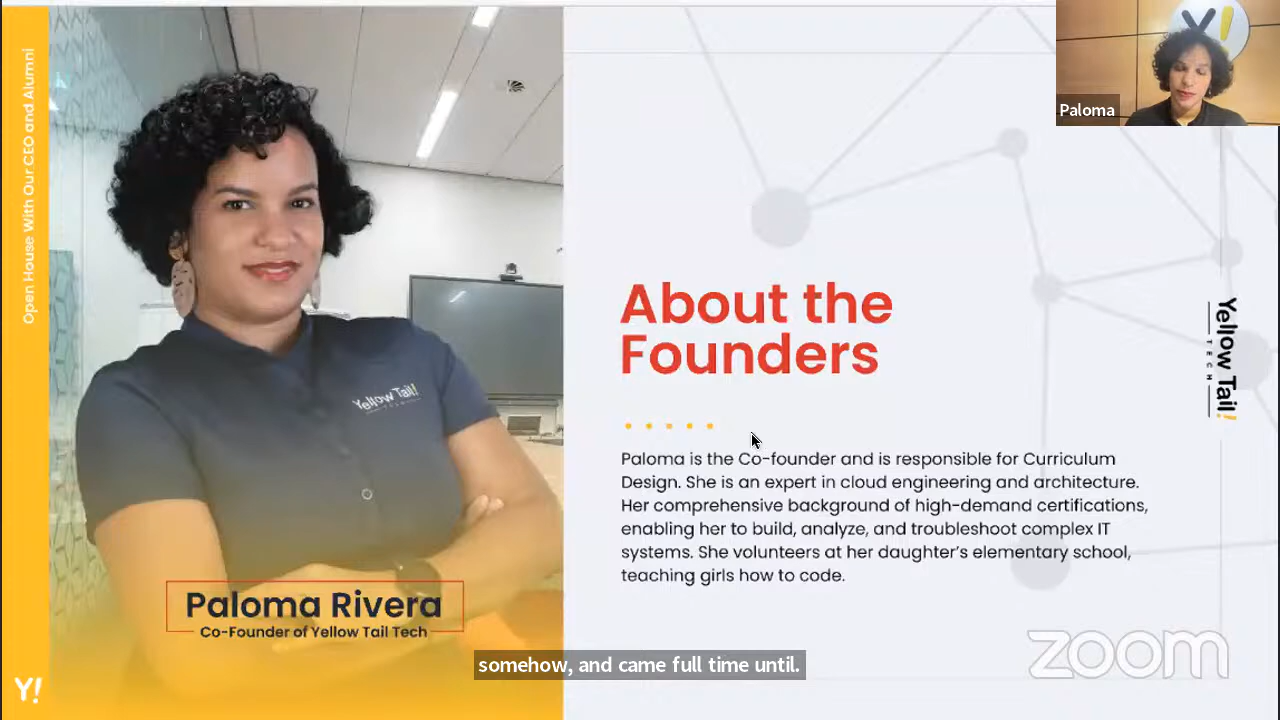 Open House With Our CEO and Alumni
Y!
Paloma
Yellow Tail!
TECH
About the
Founders
Paloma is the Co-founder and is responsible for Curriculum
Design. She is an expert in cloud engineering and architecture.
Her comprehensive background of high-demand certifications,
enabling her to build, analyze, and troubleshoot complex IT
systems. She volunteers at her daughter's elementary school,
teaching girls how to code.
Yellow Tail!
TECH
Paloma Rivera
Co-Founder of Yellow Tail Tech
somehow, and came full time until.
zoom
Y!